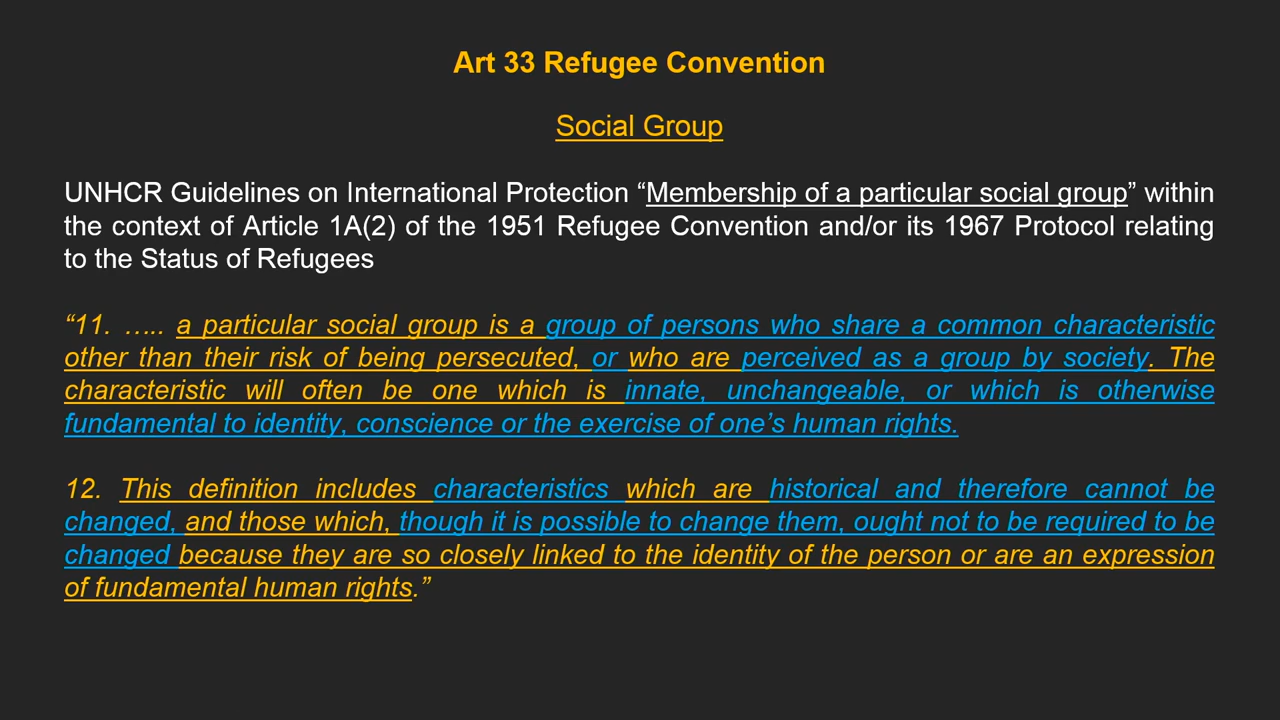 Art 33 Refugee Convention
Social Group
UNHCR Guidelines on International Protection “Membership of a particular social group” within
the context of Article 1A(2) of the 1951 Refugee Convention and/or its 1967 Protocol relating
to the Status of Refugees
“11. ….. a particular social group is a group of persons who share a common characteristic
other than their risk of being persecuted, or who are perceived as a group by society. The
characteristic will often be one which is innate, unchangeable, or which is otherwise
fundamental to identity, conscience or the exercise of one’s human rights.
12. This definition includes characteristics which are historical and therefore cannot be
changed, and those which, though it is possible to change them, ought not to be required to be
changed because they are so closely linked to the identity of the person or are an expression
of fundamental human rights.”